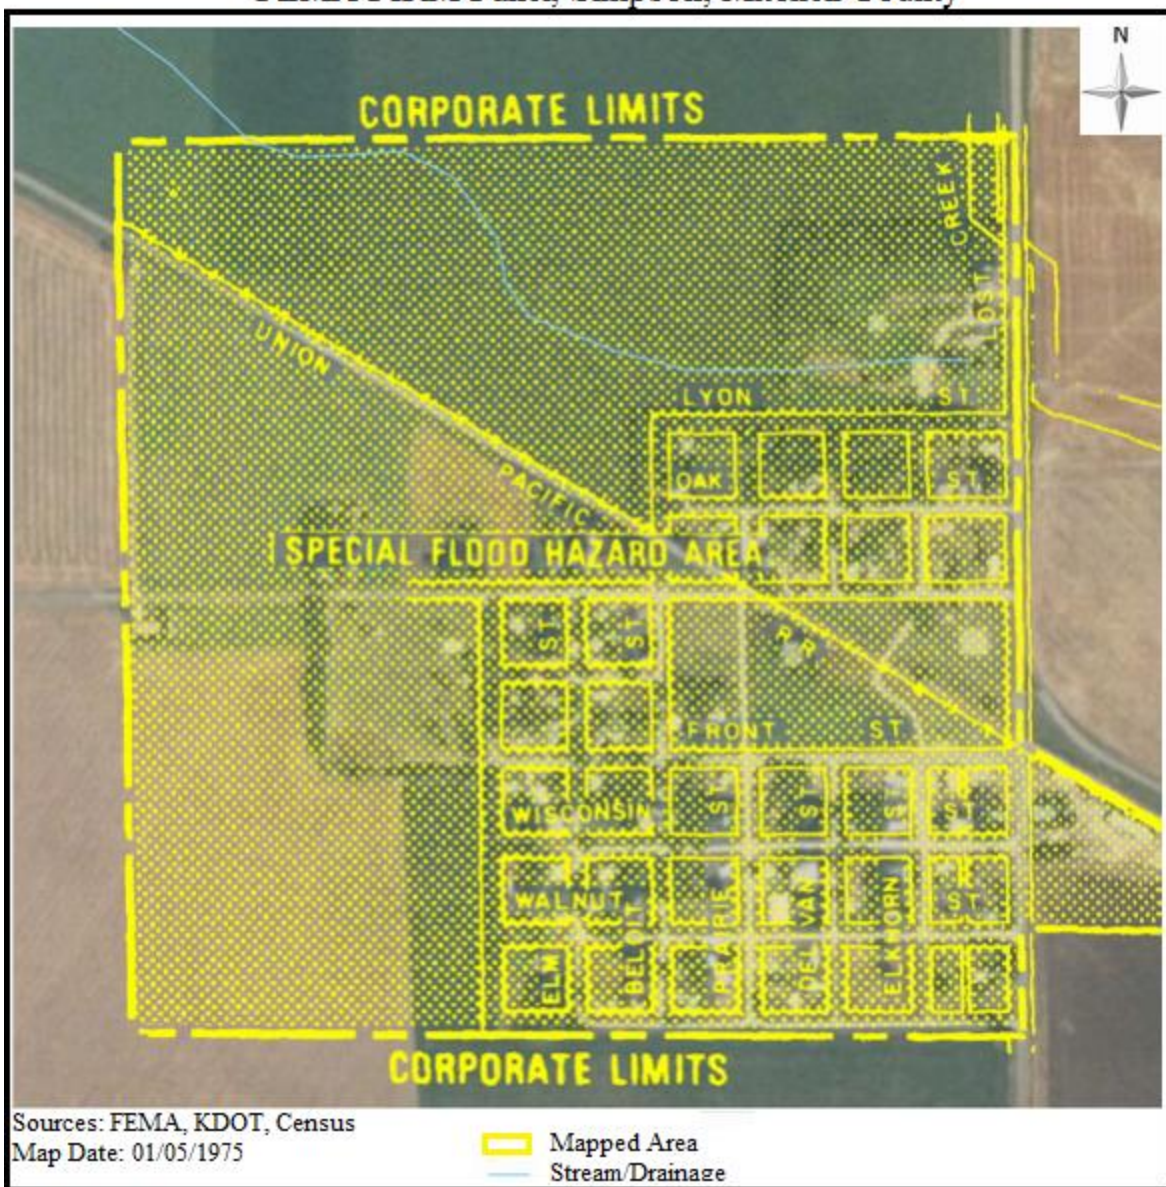 N
CORPORATE LIMITS
CREEK
LOST
UNION
LYON ST.
PACIFIC
OAK ST.
SPECIAL FLOOD HAZARD AREA
ST.
ST.
R.R.
FRONT ST.
WISCONSIN ST.
ST
ST
ST
WALNUT ST.
ELM
BELOIT
PRAIRIE
DELAVAN
ELKHORN
CORPORATE LIMITS
Sources: FEMA, KDOT, Census
Map Date: 01/05/1975
Mapped Area
Stream/Drainage